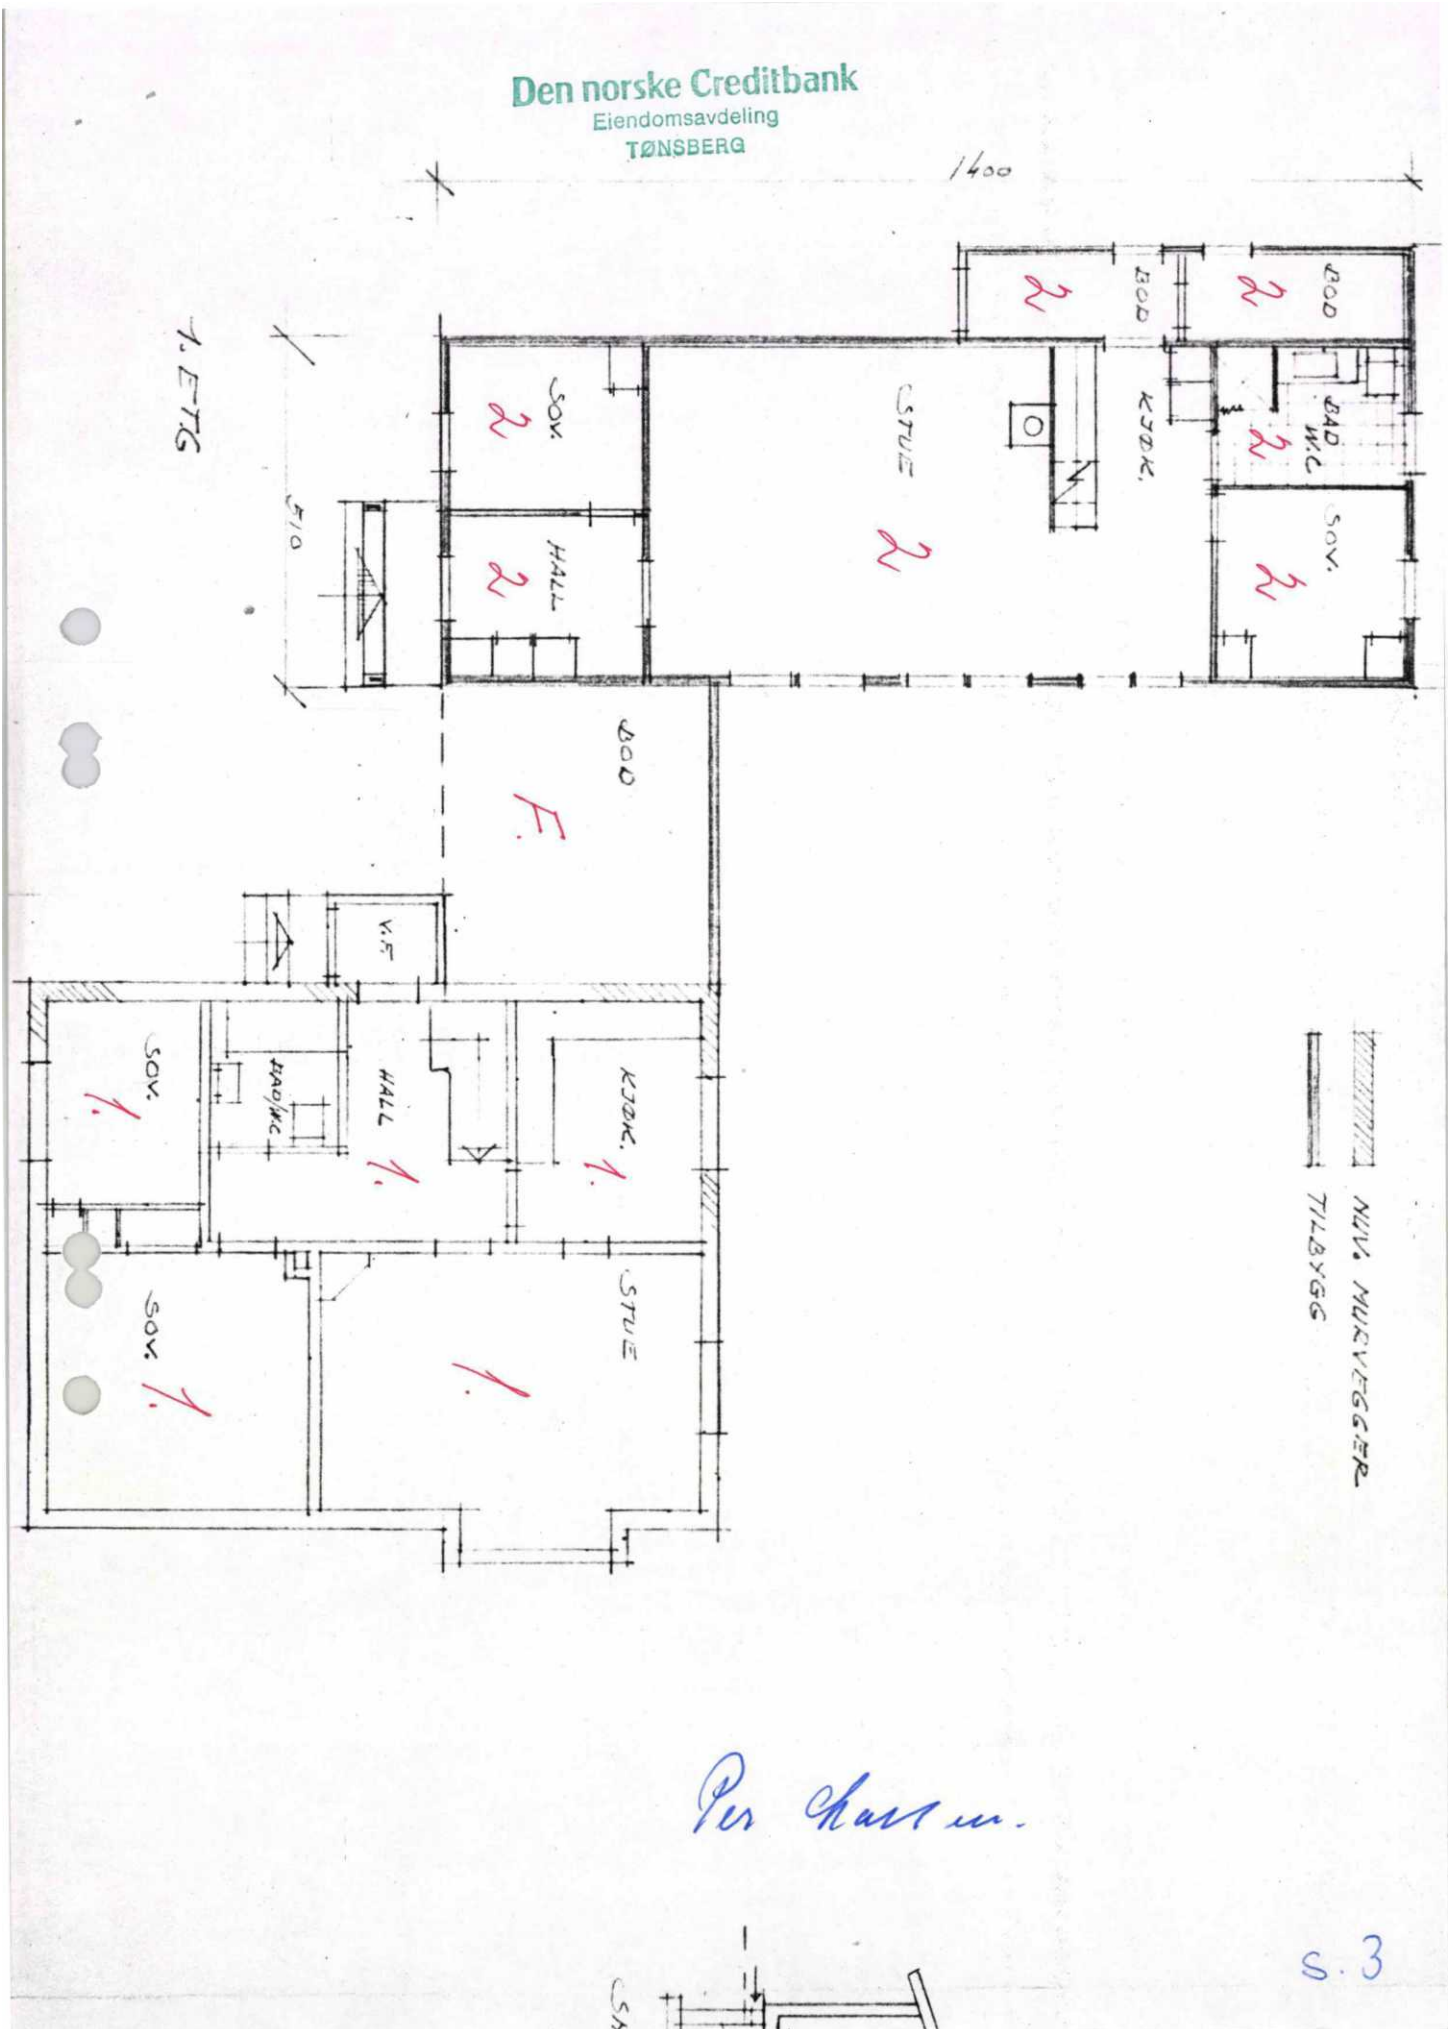 Den norske Creditbank
Eiendomsavdeling
TØNSBERG
1400
BOD
2
BOD
2
SOV.
2
STUE
2
KJØK.
BAD
W.C.
2
HALL
2
SOV.
2
1. ETG
510
BOD
F.
V.F.
SOV.
1.
BAD/W.C
HALL
1.
KJØK.
1.
NUV. MURVEGGER
TILBYGG
SOV.
1.
STUE
1.
Per
s. 3